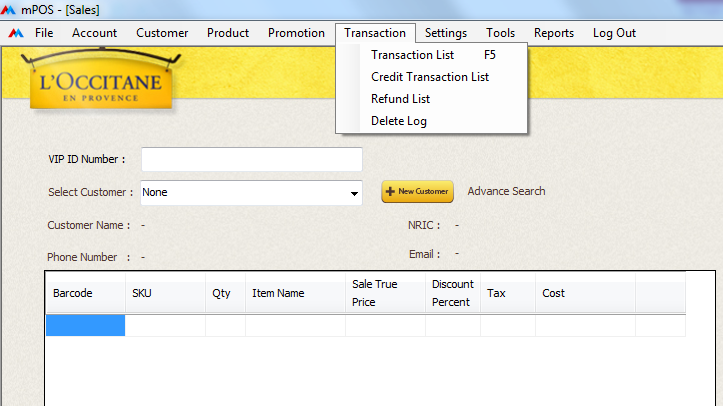 mPOS - [Sales]
File Account Customer Product Promotion Transaction Settings Tools Reports Log Out
Transaction List F5
Credit Transaction List
Refund List
Delete Log
L'OCCITANE
EN PROVENCE
VIP ID Number :
Select Customer : None New Customer Advance Search
Customer Name : - NRIC : -
Phone Number : - Email : -
Barcode SKU Qty Item Name Sale True Price Discount Percent Tax Cost